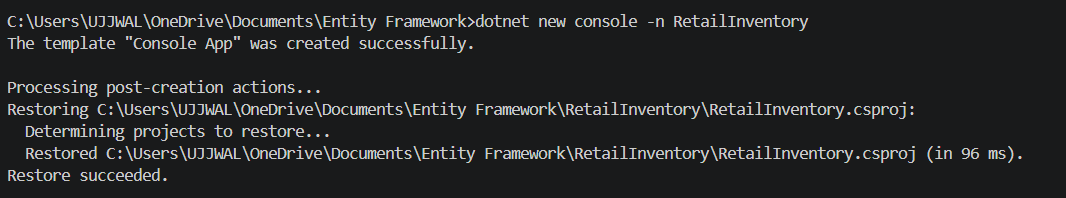 C:\Users\UJJWAL\OneDrive\Documents\Entity Framework>dotnet new console -n RetailInventory
The template "Console App" was created successfully.
Processing post-creation actions...
Restoring C:\Users\UJJWAL\OneDrive\Documents\Entity Framework\RetailInventory\RetailInventory.csproj:
  Determining projects to restore...
  Restored C:\Users\UJJWAL\OneDrive\Documents\Entity Framework\RetailInventory\RetailInventory.csproj (in 96 ms).
Restore succeeded.